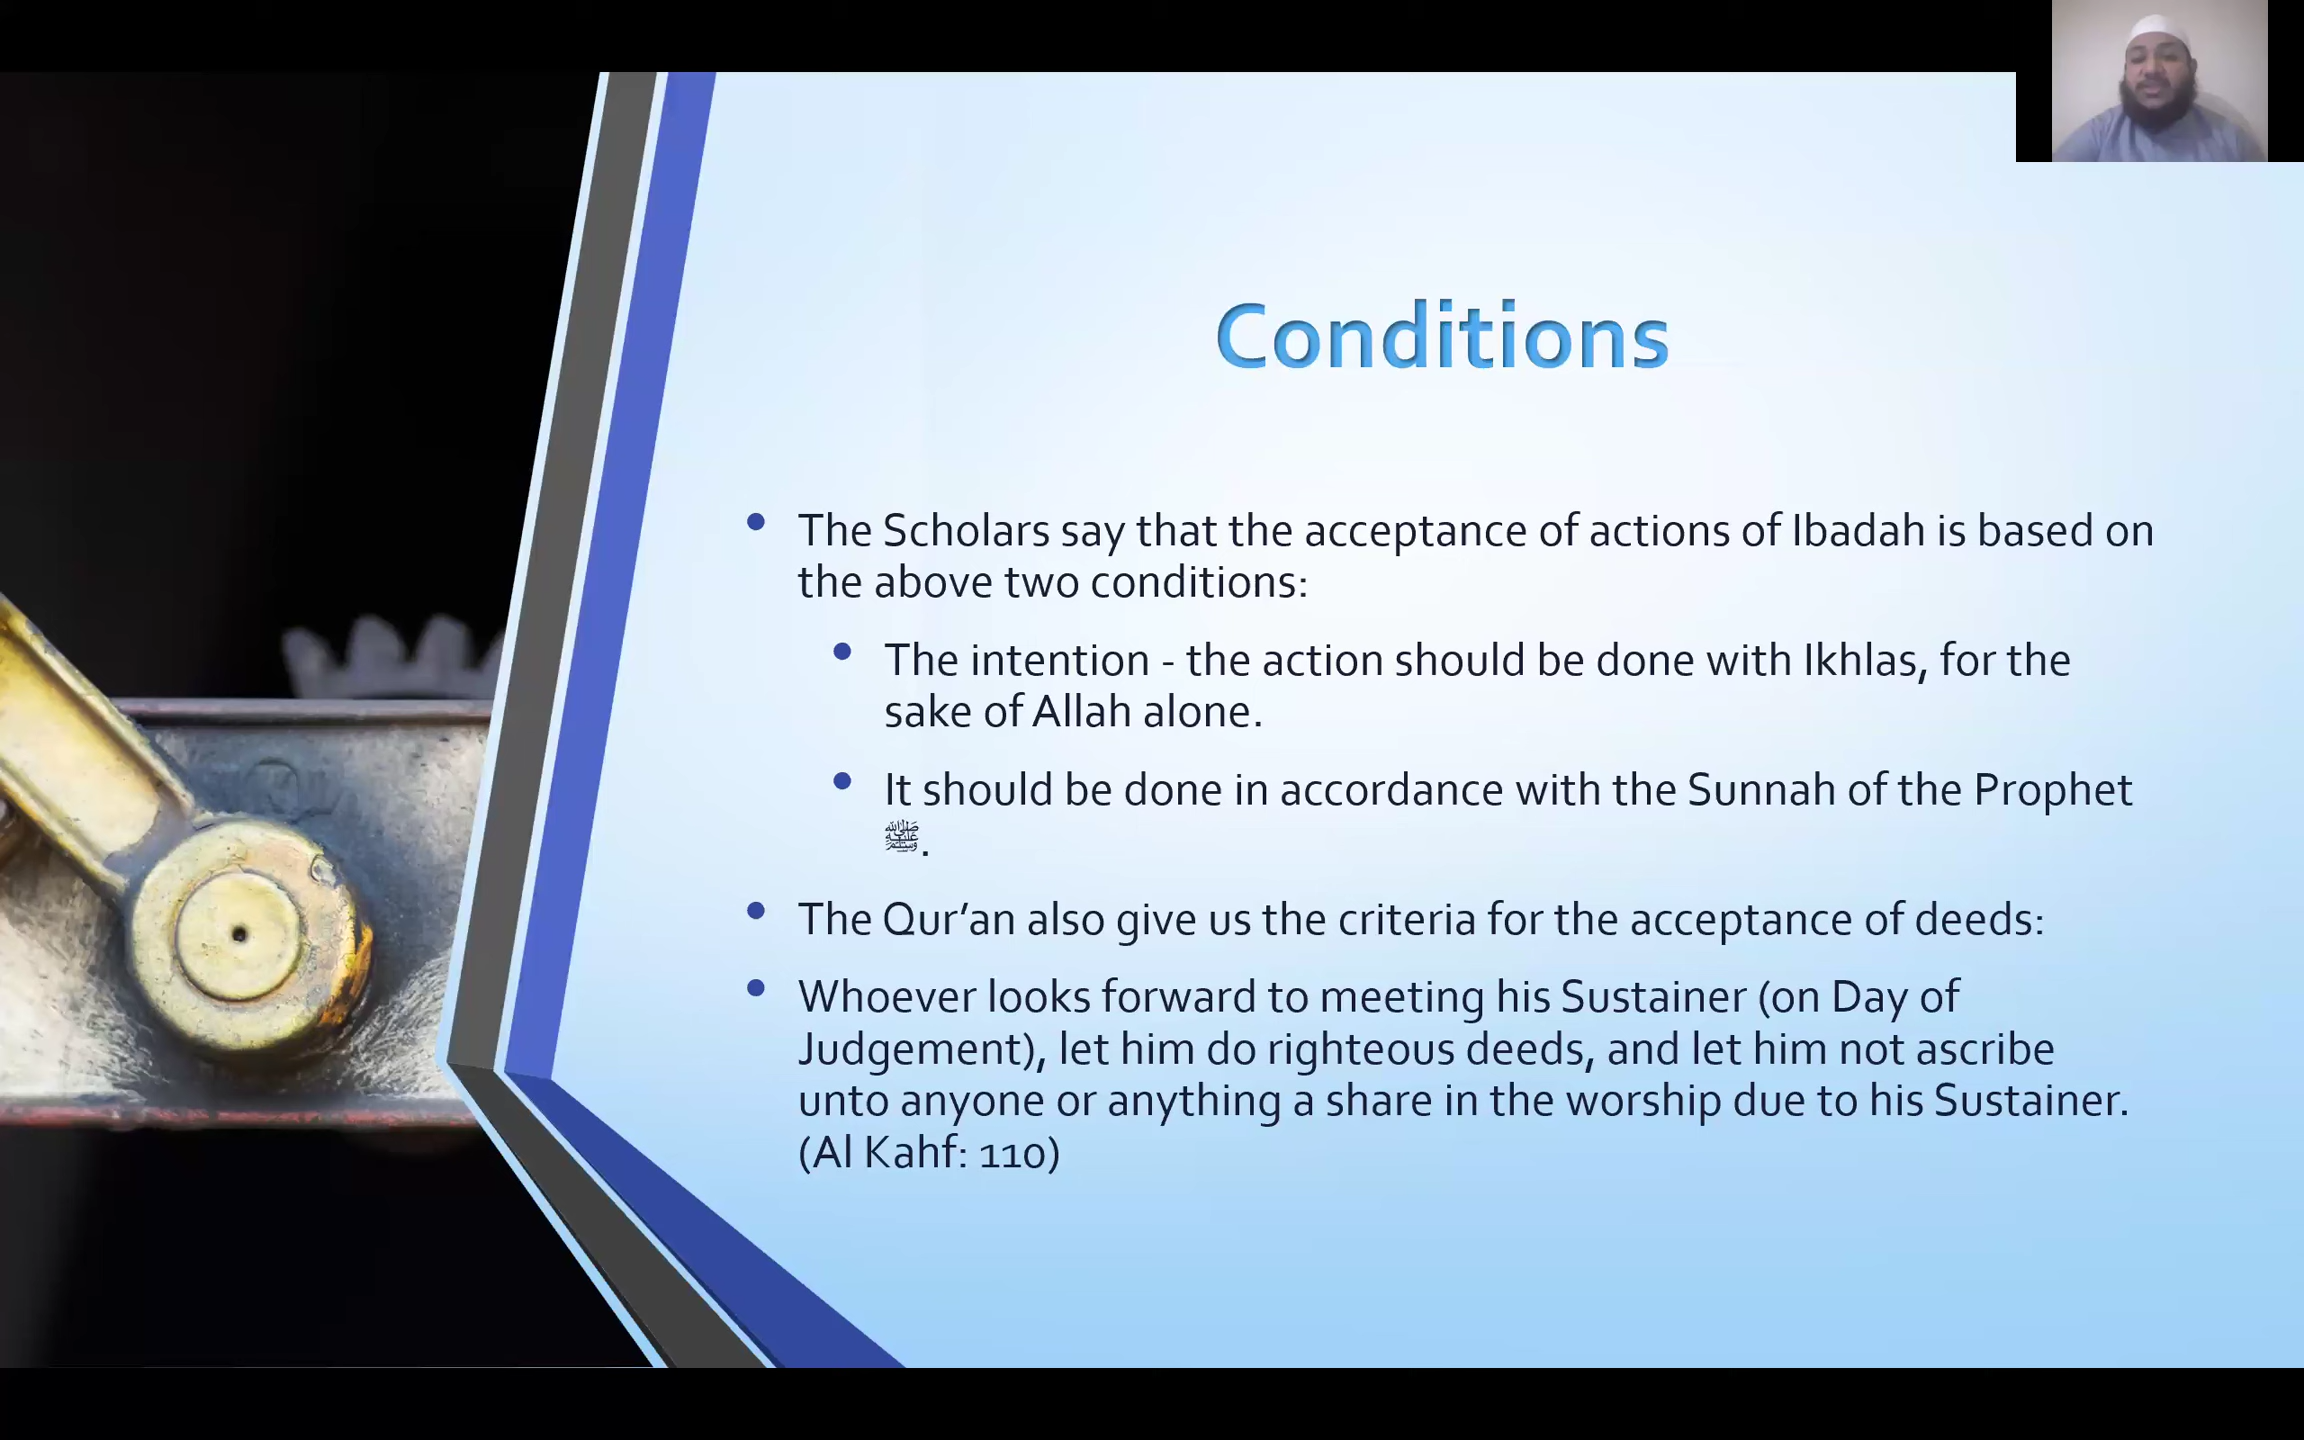 Conditions
• The Scholars say that the acceptance of actions of Ibadah is based on
the above two conditions:
• The intention - the action should be done with Ikhlas, for the
sake of Allah alone.
• It should be done in accordance with the Sunnah of the Prophet
ﷺ.
• The Qur’an also give us the criteria for the acceptance of deeds:
• Whoever looks forward to meeting his Sustainer (on Day of
Judgement), let him do righteous deeds, and let him not ascribe
unto anyone or anything a share in the worship due to his Sustainer.
(Al Kahf: 110)